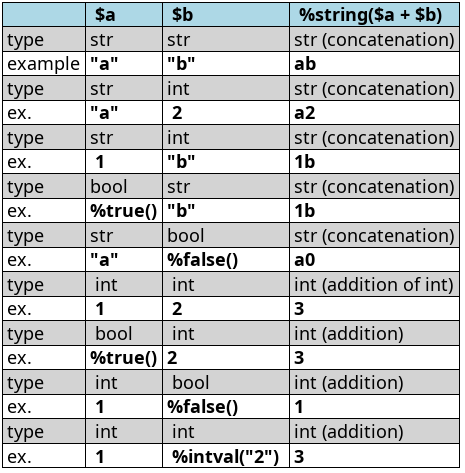 $a $b %string($a + $b)
type str str str (concatenation)
example "a" "b" ab
type str int str (concatenation)
ex. "a" 2 a2
type str int str (concatenation)
ex. 1 "b" 1b
type bool str str (concatenation)
ex. %true() "b" 1b
type str bool str (concatenation)
ex. "a" %false() a0
type int int int (addition of int)
ex. 1 2 3
type bool int int (addition)
ex. %true() 2 3
type int bool int (addition)
ex. 1 %false() 1
type int int int (addition)
ex. 1 %intval("2") 3